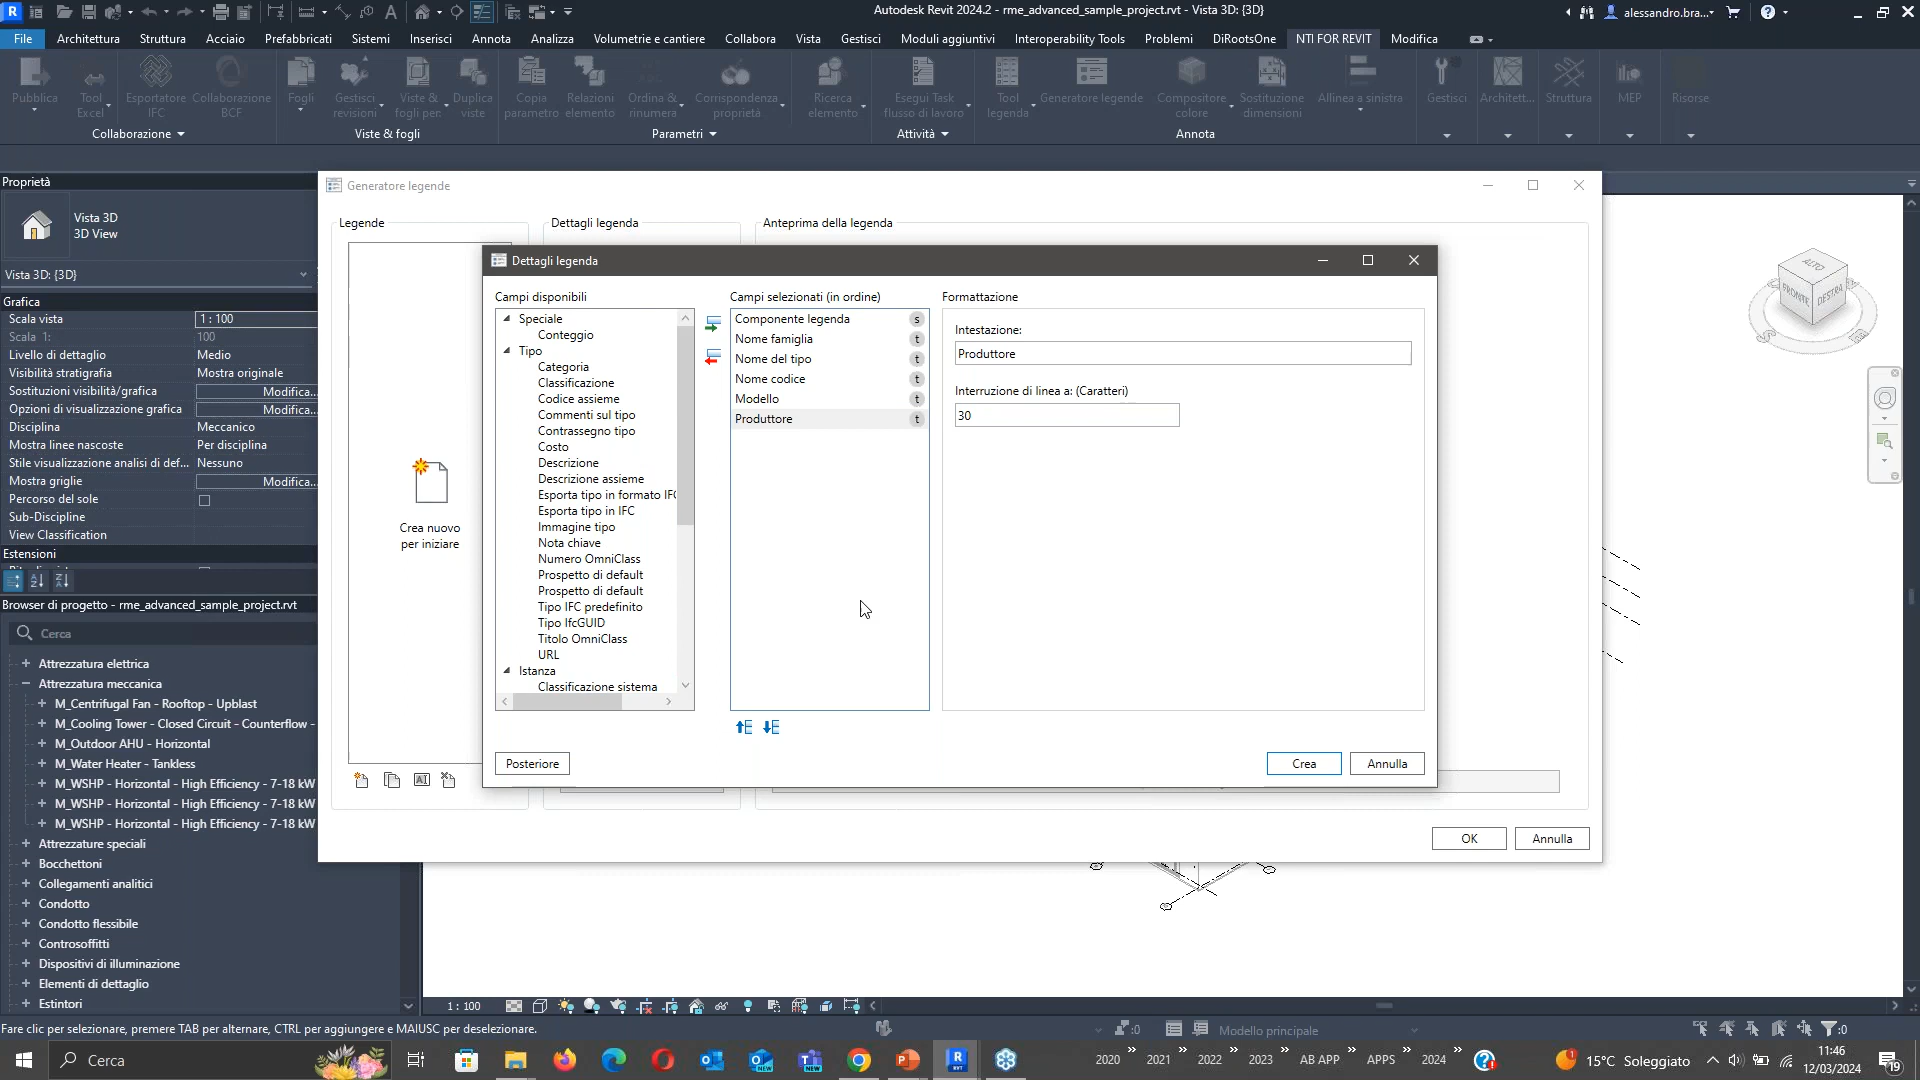 Autodesk Revit 2024.2 - rme_advanced_sample_project.rvt - Vista 3D: {3D}
alessandro.bra...
File Architettura Struttura Acciaio Prefabbricati Sistemi Inserisci Annota Analizza Volumetrie e cantiere Collabora Vista Gestisci Moduli aggiuntivi Interoperability Tools Problemi DiRootsOne NTI FOR REVIT Modifica
Pubblica
Tool Excel
Esportatore IFC
Collaborazione BCF
Fogli
Gestisci revisioni
Viste & fogli per:
Duplica viste
Copia parametro
Relazioni elemento
Ordina & rinumera
Corrispondenza proprietà
Ricerca elemento
Esegui Task flusso di lavoro
Tool legenda
Generatore legende
Compositore colore
Sostituzione dimensioni
Allinea a sinistra
Gestisci
Architett...
Struttura
MEP
Risorse
Collaborazione Viste & fogli Parametri Attività Annota
Proprietà
Vista 3D
3D View
Vista 3D: {3D}
Grafica
Scala vista 1 : 100
Scala 1: 100
Livello di dettaglio Medio
Visibilità stratigrafia Mostra originale
Sostituzioni visibilità/grafica Modifica...
Opzioni di visualizzazione grafica Modifica...
Disciplina Meccanico
Mostra linee nascoste Per disciplina
Stile visualizzazione analisi di def... Nessuno
Mostra griglie Modifica...
Percorso del sole
Sub-Discipline
View Classification
Estensioni
Browser di progetto - rme_advanced_sample_project.rvt
Cerca
Attrezzatura elettrica
Attrezzatura meccanica
M_Centrifugal Fan - Rooftop - Upblast
M_Cooling Tower - Closed Circuit - Counterflow -
M_Outdoor AHU - Horizontal
M_Water Heater - Tankless
M_WSHP - Horizontal - High Efficiency - 7-18 kW
M_WSHP - Horizontal - High Efficiency - 7-18 kW
M_WSHP - Horizontal - High Efficiency - 7-18 kW
Attrezzature speciali
Bocchettoni
Collegamenti analitici
Condotto
Condotto flessibile
Controsoffitti
Dispositivi di illuminazione
Elementi di dettaglio
Estintori
Generatore legende
Legende
Dettagli legenda
Anteprima della legenda
Crea nuovo
per iniziare
OK Annulla
Dettagli legenda
Campi disponibili
Speciale
Conteggio
Tipo
Categoria
Classificazione
Codice assieme
Commenti sul tipo
Contrassegno tipo
Costo
Descrizione
Descrizione assieme
Esporta tipo in formato IFC
Esporta tipo in IFC
Immagine tipo
Nota chiave
Numero OmniClass
Prospetto di default
Prospetto di default
Tipo IFC predefinito
Tipo IfcGUID
Titolo OmniClass
URL
Istanza
Classificazione sistema
Campi selezionati (in ordine)
Componente legenda s
Nome famiglia t
Nome del tipo t
Nome codice t
Modello t
Produttore t
Formattazione
Intestazione:
Produttore
Interruzione di linea a: (Caratteri)
30
Posteriore
Crea Annulla
ALTO
FRONTE
DESTRA
1 : 100
Fare clic per selezionare, premere TAB per alternare, CTRL per aggiungere e MAIUSC per deselezionare.
:0
Modello principale
:0
Cerca
2020 2021 2022 2023 AB APP APPS 2024
15°C Soleggiato
11:46
12/03/2024
19